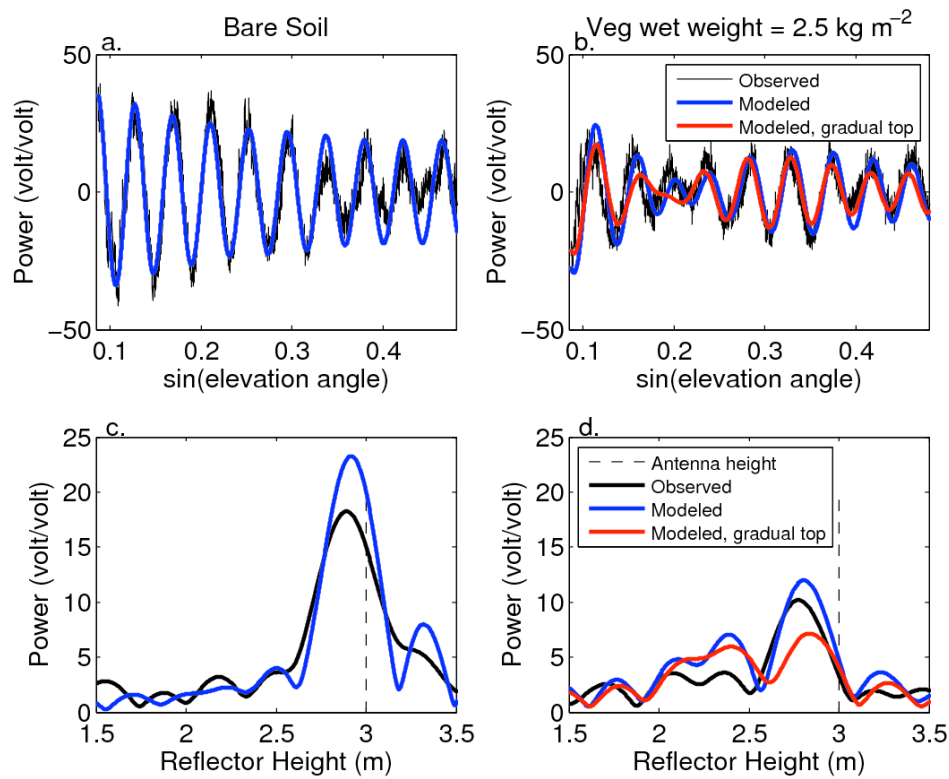 Bare Soil
a.
50
0
−50
Power (volt/volt)
0.1 0.2 0.3 0.4
sin(elevation angle)
Veg wet weight = 2.5 kg m⁻²
b.
Observed
Modeled
Modeled, gradual top
50
0
−50
Power (volt/volt)
0.1 0.2 0.3 0.4
sin(elevation angle)
c.
25
20
15
10
5
0
Power (volt/volt)
1.5 2 2.5 3 3.5
Reflector Height (m)
d.
Antenna height
Observed
Modeled
Modeled, gradual top
25
20
15
10
5
0
Power (volt/volt)
1.5 2 2.5 3 3.5
Reflector Height (m)